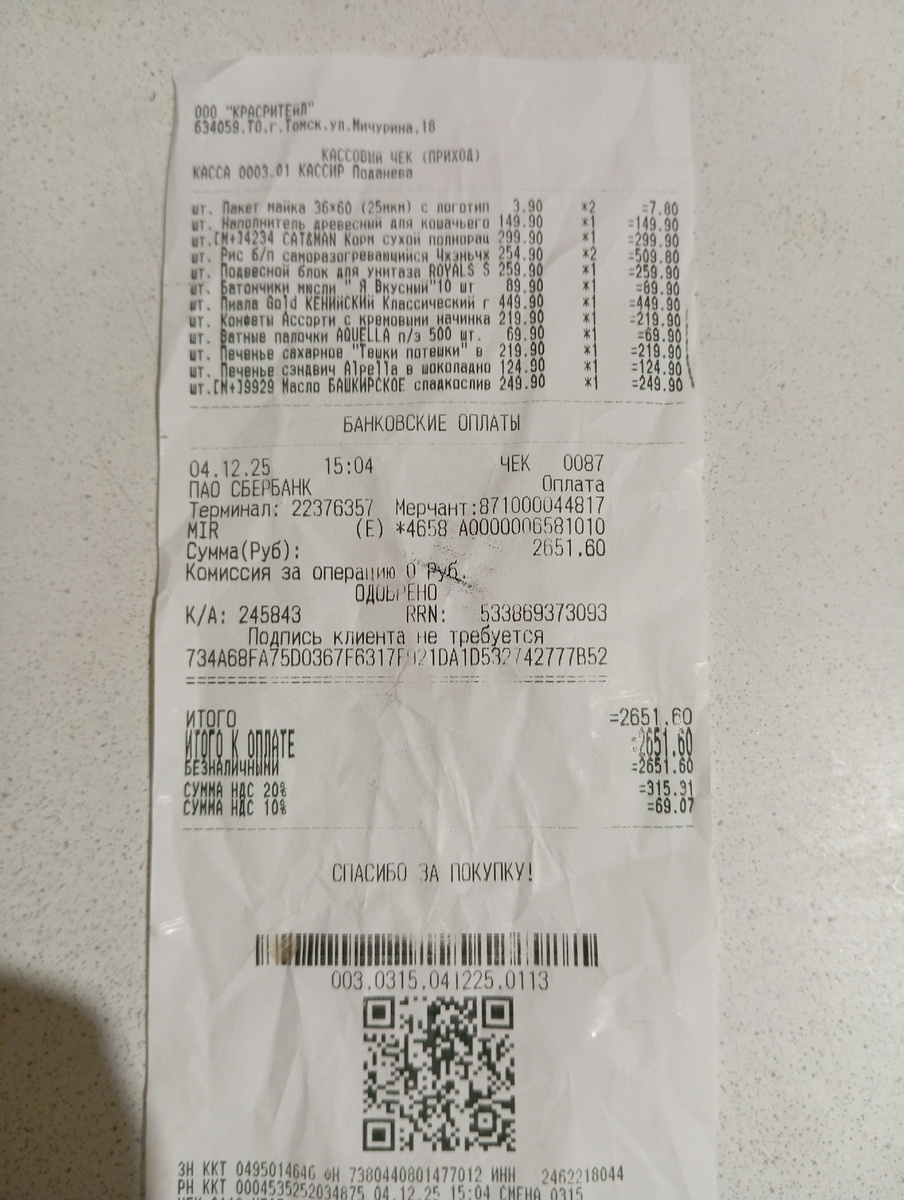 ООО "КРАСРИТЕЙЛ"
634059,ТО,г.Томск,ул.Мичурина,18
КАССОВЫЙ ЧЕК (ПРИХОД)
КАССА 0003.01 КАССИР Поданева
шт. Пакет майка 36*60 (25мкм) с логотип 3.90 *2 =7.80
шт. Наполнитель древесный для кошачьего 149.90 *1 =149.90
шт.[М+]4234 CAT&MAN Корм сухой полнорац 299.90 *1 =299.90
шт. Рис б/п саморазогревающийся Чхэньчх 254.90 *2 =509.80
шт. Подвесной блок для унитаза ROYALS S 259.90 *1 =259.90
шт. Батончики мюсли " Я Вкусный"10 шт 89.90 *1 =89.90
шт. Пиала Gold КЕНИЙСКИЙ Классический г 449.90 *1 =449.90
шт. Конфеты Ассорти с кремовыми начинка 219.90 *1 =219.90
шт. Ватные палочки AQUELLA п/э 500 шт. 69.90 *1 =69.90
шт. Печенье сахарное "Тешки потешки" в 219.90 *1 =219.90
шт. Печенье сэндвич Alpella в шоколадно 124.90 *1 =124.90
шт.[М+]9929 Масло БАШКИРСКОЕ сладкослив 249.90 *1 =249.90
БАНКОВСКИЕ ОПЛАТЫ
04.12.25 15:04 ЧЕК 0087
ПАО СБЕРБАНК Оплата
Терминал: 22376357 Мерчант:871000044817
MIR (E) *4658 A0000006581010
Сумма(Руб): 2651.60
Комиссия за операцию 0 Руб.
ОДОБРЕНО
К/А: 245843 RRN: 533869373093
Подпись клиента не требуется
734A68FA75D0367F6317F921DA1D532742777B52
ИТОГО =2651.60
ИТОГО К ОПЛАТЕ =2651.60
БЕЗНАЛИЧНЫМИ =2651.60
СУММА НДС 20% =315.31
СУММА НДС 10% =69.07
СПАСИБО ЗА ПОКУПКУ!
003.0315.041225.0113
ЗН ККТ 0495014646 ФН 7380440801477012 ИНН 2462218044
РН ККТ 0004535252034875 04.12.25 15:04 СМЕНА 0315